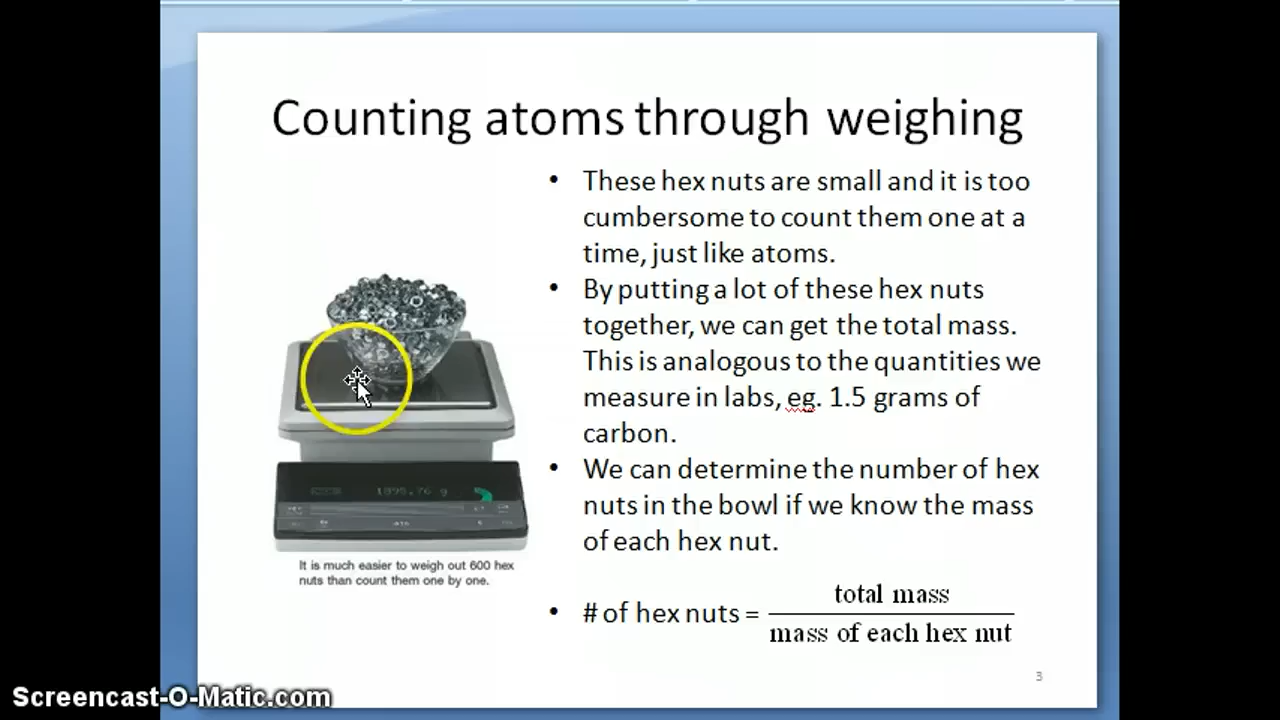 Counting atoms through weighing
• These hex nuts are small and it is too
cumbersome to count them one at a
time, just like atoms.
• By putting a lot of these hex nuts
together, we can get the total mass.
This is analogous to the quantities we
measure in labs, eg. 1.5 grams of
carbon.
• We can determine the number of hex
nuts in the bowl if we know the mass
of each hex nut.
• # of hex nuts =
total mass
mass of each hex nut
1895.76 g
It is much easier to weigh out 600 hex
nuts than count them one by one.
3
Screencast-O-Matic.com